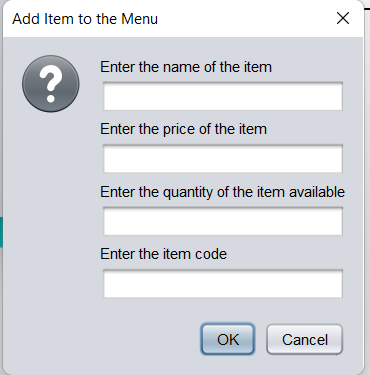 Add Item to the Menu
Enter the name of the item
Enter the price of the item
Enter the quantity of the item available
Enter the item code
OK Cancel